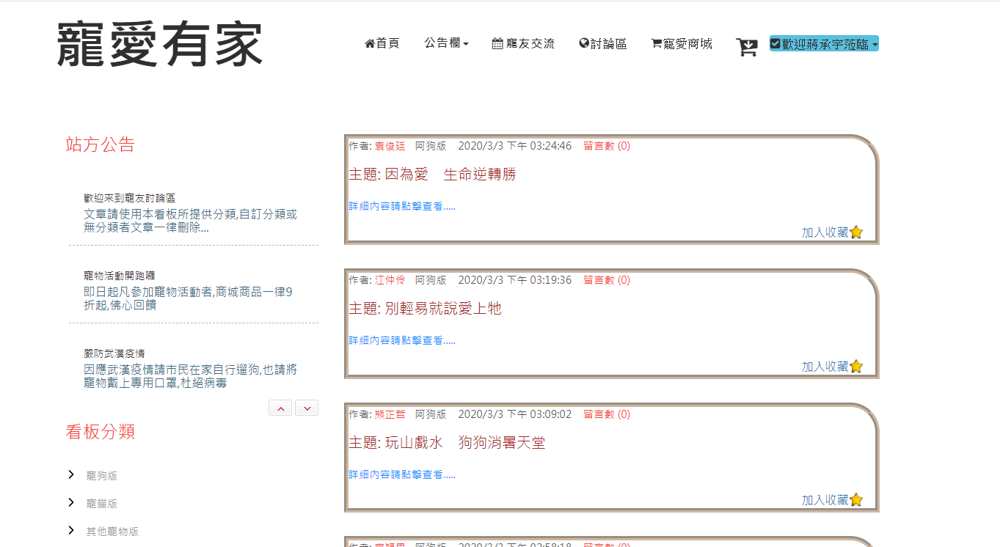 寵愛有家
首頁 公告欄 寵友交流 討論區 寵愛商城 歡迎蔣承宇蒞臨
站方公告
歡迎來到寵友討論區
文章請使用本看板所提供分類,自訂分類或
無分類者文章一律刪除...
寵物活動開跑囉
即日起凡參加寵物活動者,商城商品一律9
折起,佛心回饋
嚴防武漢疫情
因應武漢疫情請市民在家自行遛狗,也請將
寵物戴上專用口罩,杜絕病毒
看板分類
寵狗版
寵貓版
其他寵物版
作者: 袁俊廷 阿狗版 2020/3/3 下午 03:24:46 留言數 (0)
主題: 因為愛 生命逆轉勝
詳細內容請點擊查看.....
加入收藏
作者: 江仲伶 阿狗版 2020/3/3 下午 03:19:36 留言數 (0)
主題: 別輕易就說愛上牠
詳細內容請點擊查看.....
加入收藏
作者: 熊正哲 阿狗版 2020/3/3 下午 03:09:02 留言數 (0)
主題: 玩山戲水 狗狗消暑天堂
詳細內容請點擊查看.....
加入收藏
阿狗版 2020/3/3 下午 02:58:18 留言數 (0)